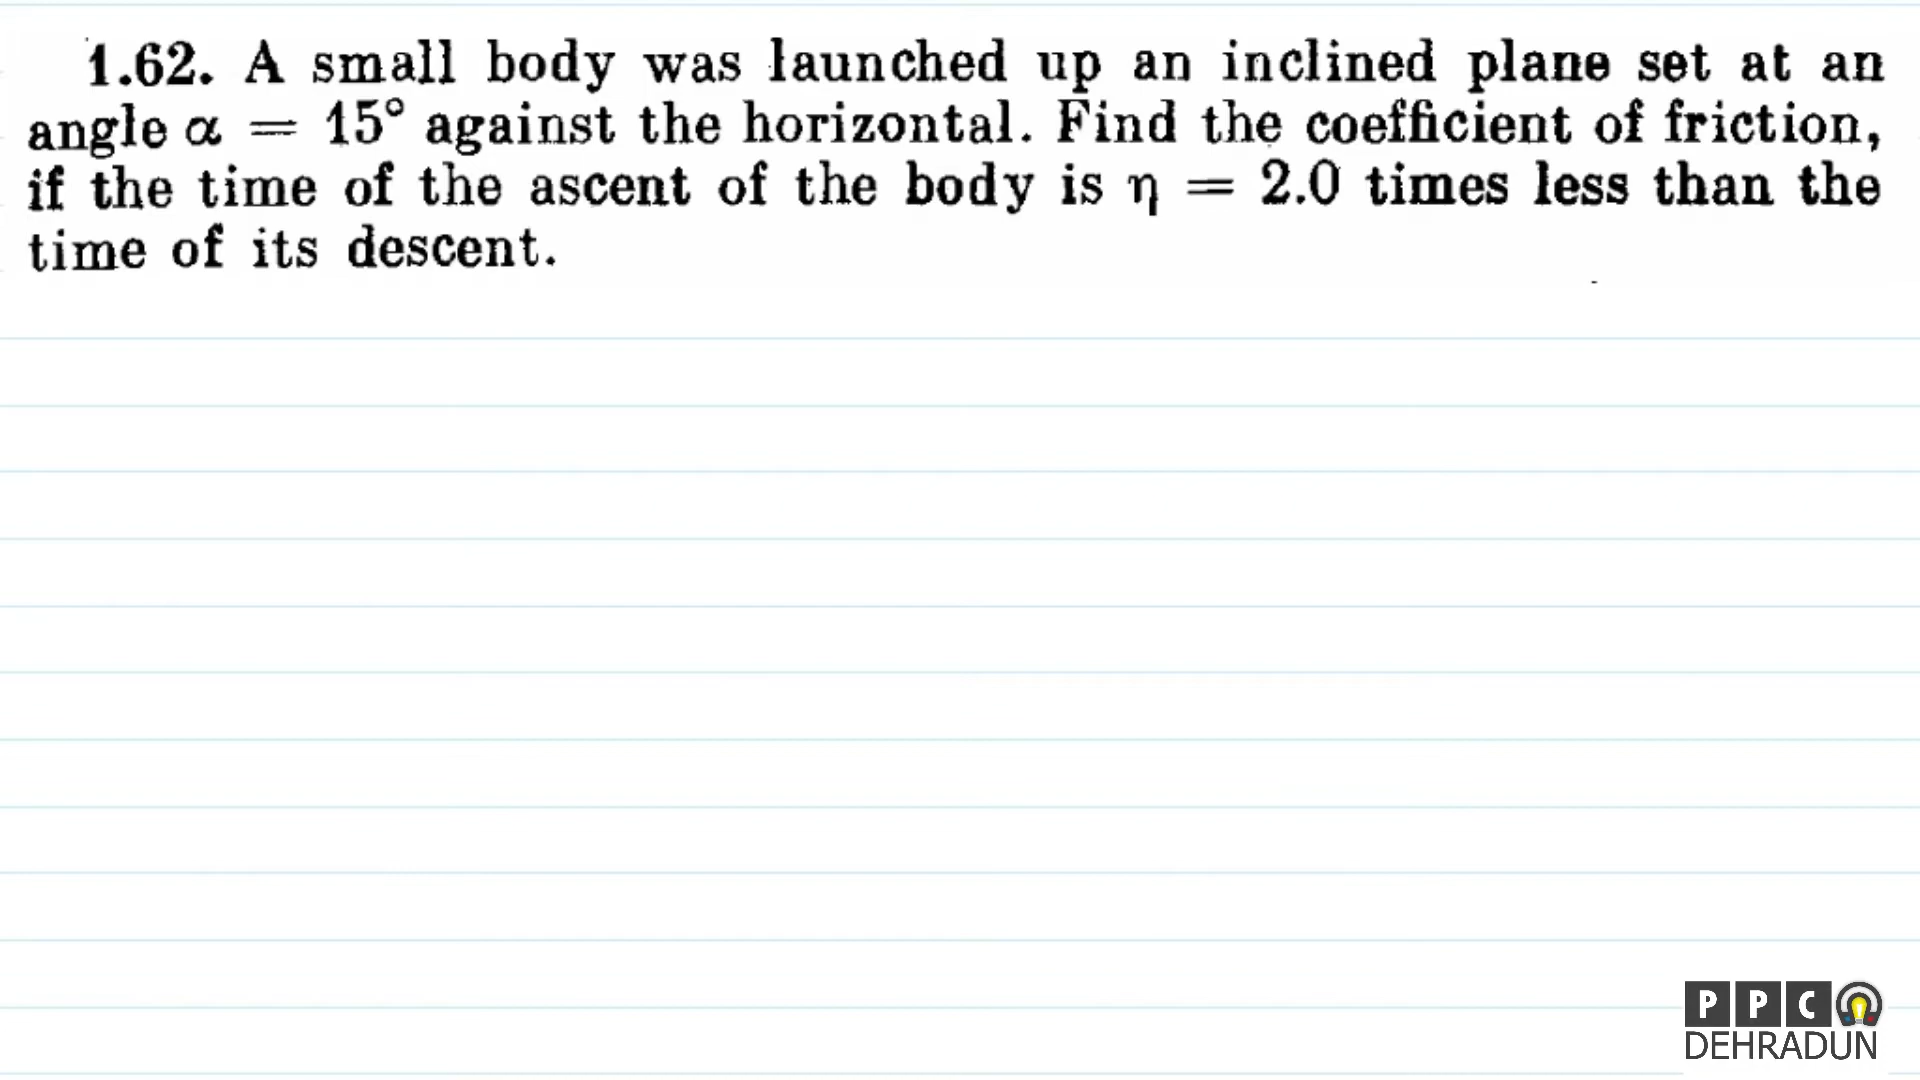 1.62. A small body was launched up an inclined plane set at an
angle α = 15° against the horizontal. Find the coefficient of friction,
if the time of the ascent of the body is η = 2.0 times less than the
time of its descent.
PPC
DEHRADUN